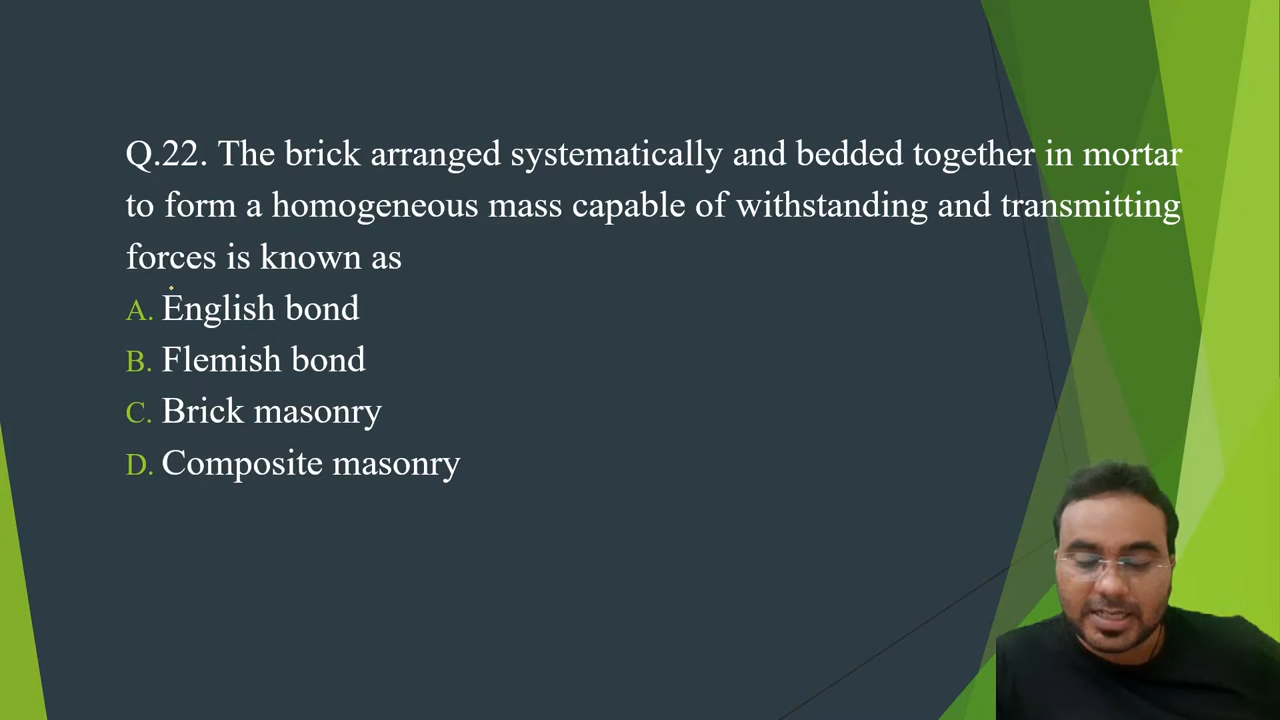 Q.22. The brick arranged systematically and bedded together in mortar
to form a homogeneous mass capable of withstanding and transmitting
forces is known as
A. English bond
B. Flemish bond
C. Brick masonry
D. Composite masonry